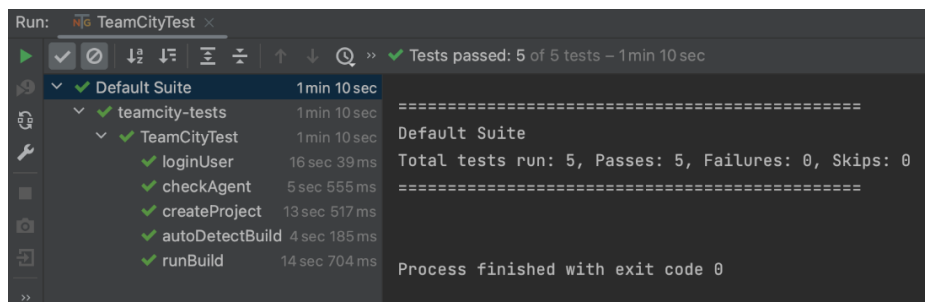 Run: NG TeamCityTest ×
Tests passed: 5 of 5 tests – 1 min 10 sec
Default Suite 1 min 10 sec
teamcity-tests 1 min 10 sec
TeamCityTest 1 min 10 sec
loginUser 16 sec 39 ms
checkAgent 5 sec 555 ms
createProject 13 sec 517 ms
autoDetectBuild 4 sec 185 ms
runBuild 14 sec 704 ms
===============================================
Default Suite
Total tests run: 5, Passes: 5, Failures: 0, Skips: 0
===============================================
Process finished with exit code 0